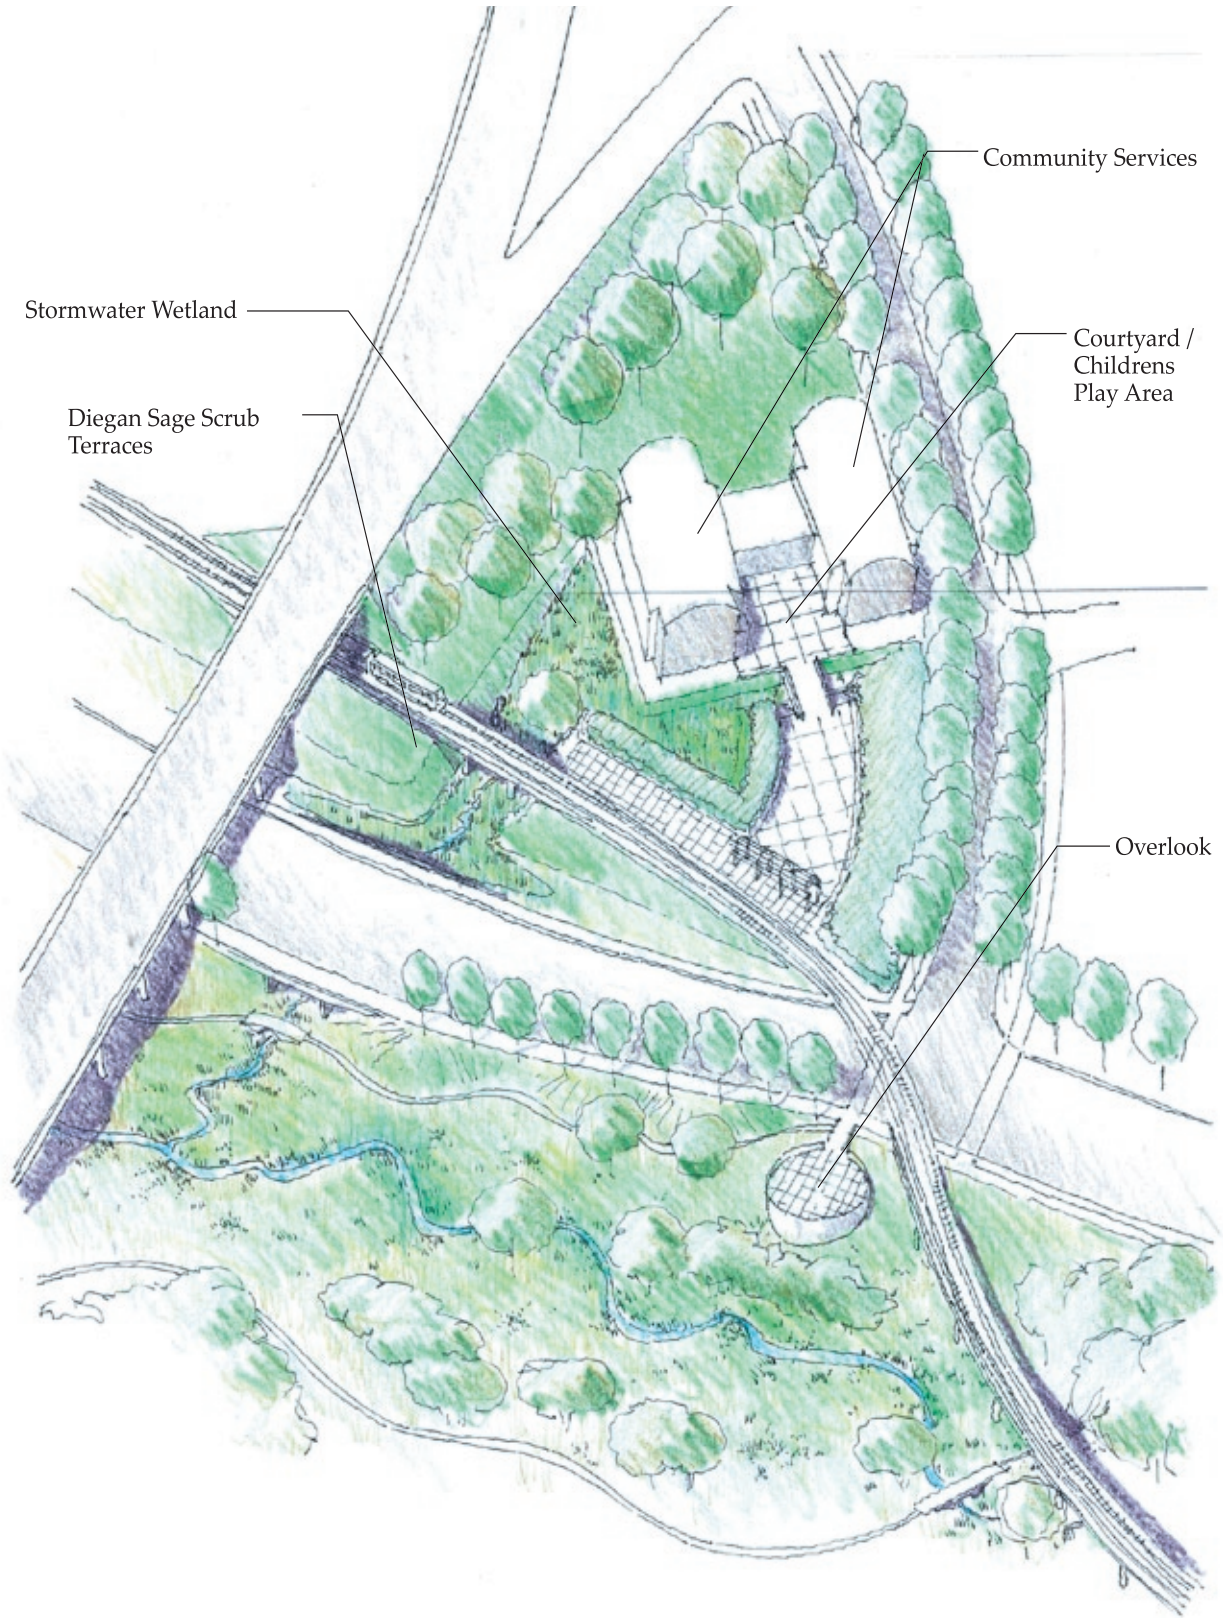 Community Services
Stormwater Wetland
Courtyard /
Childrens
Play Area
Diegan Sage Scrub
Terraces
Overlook